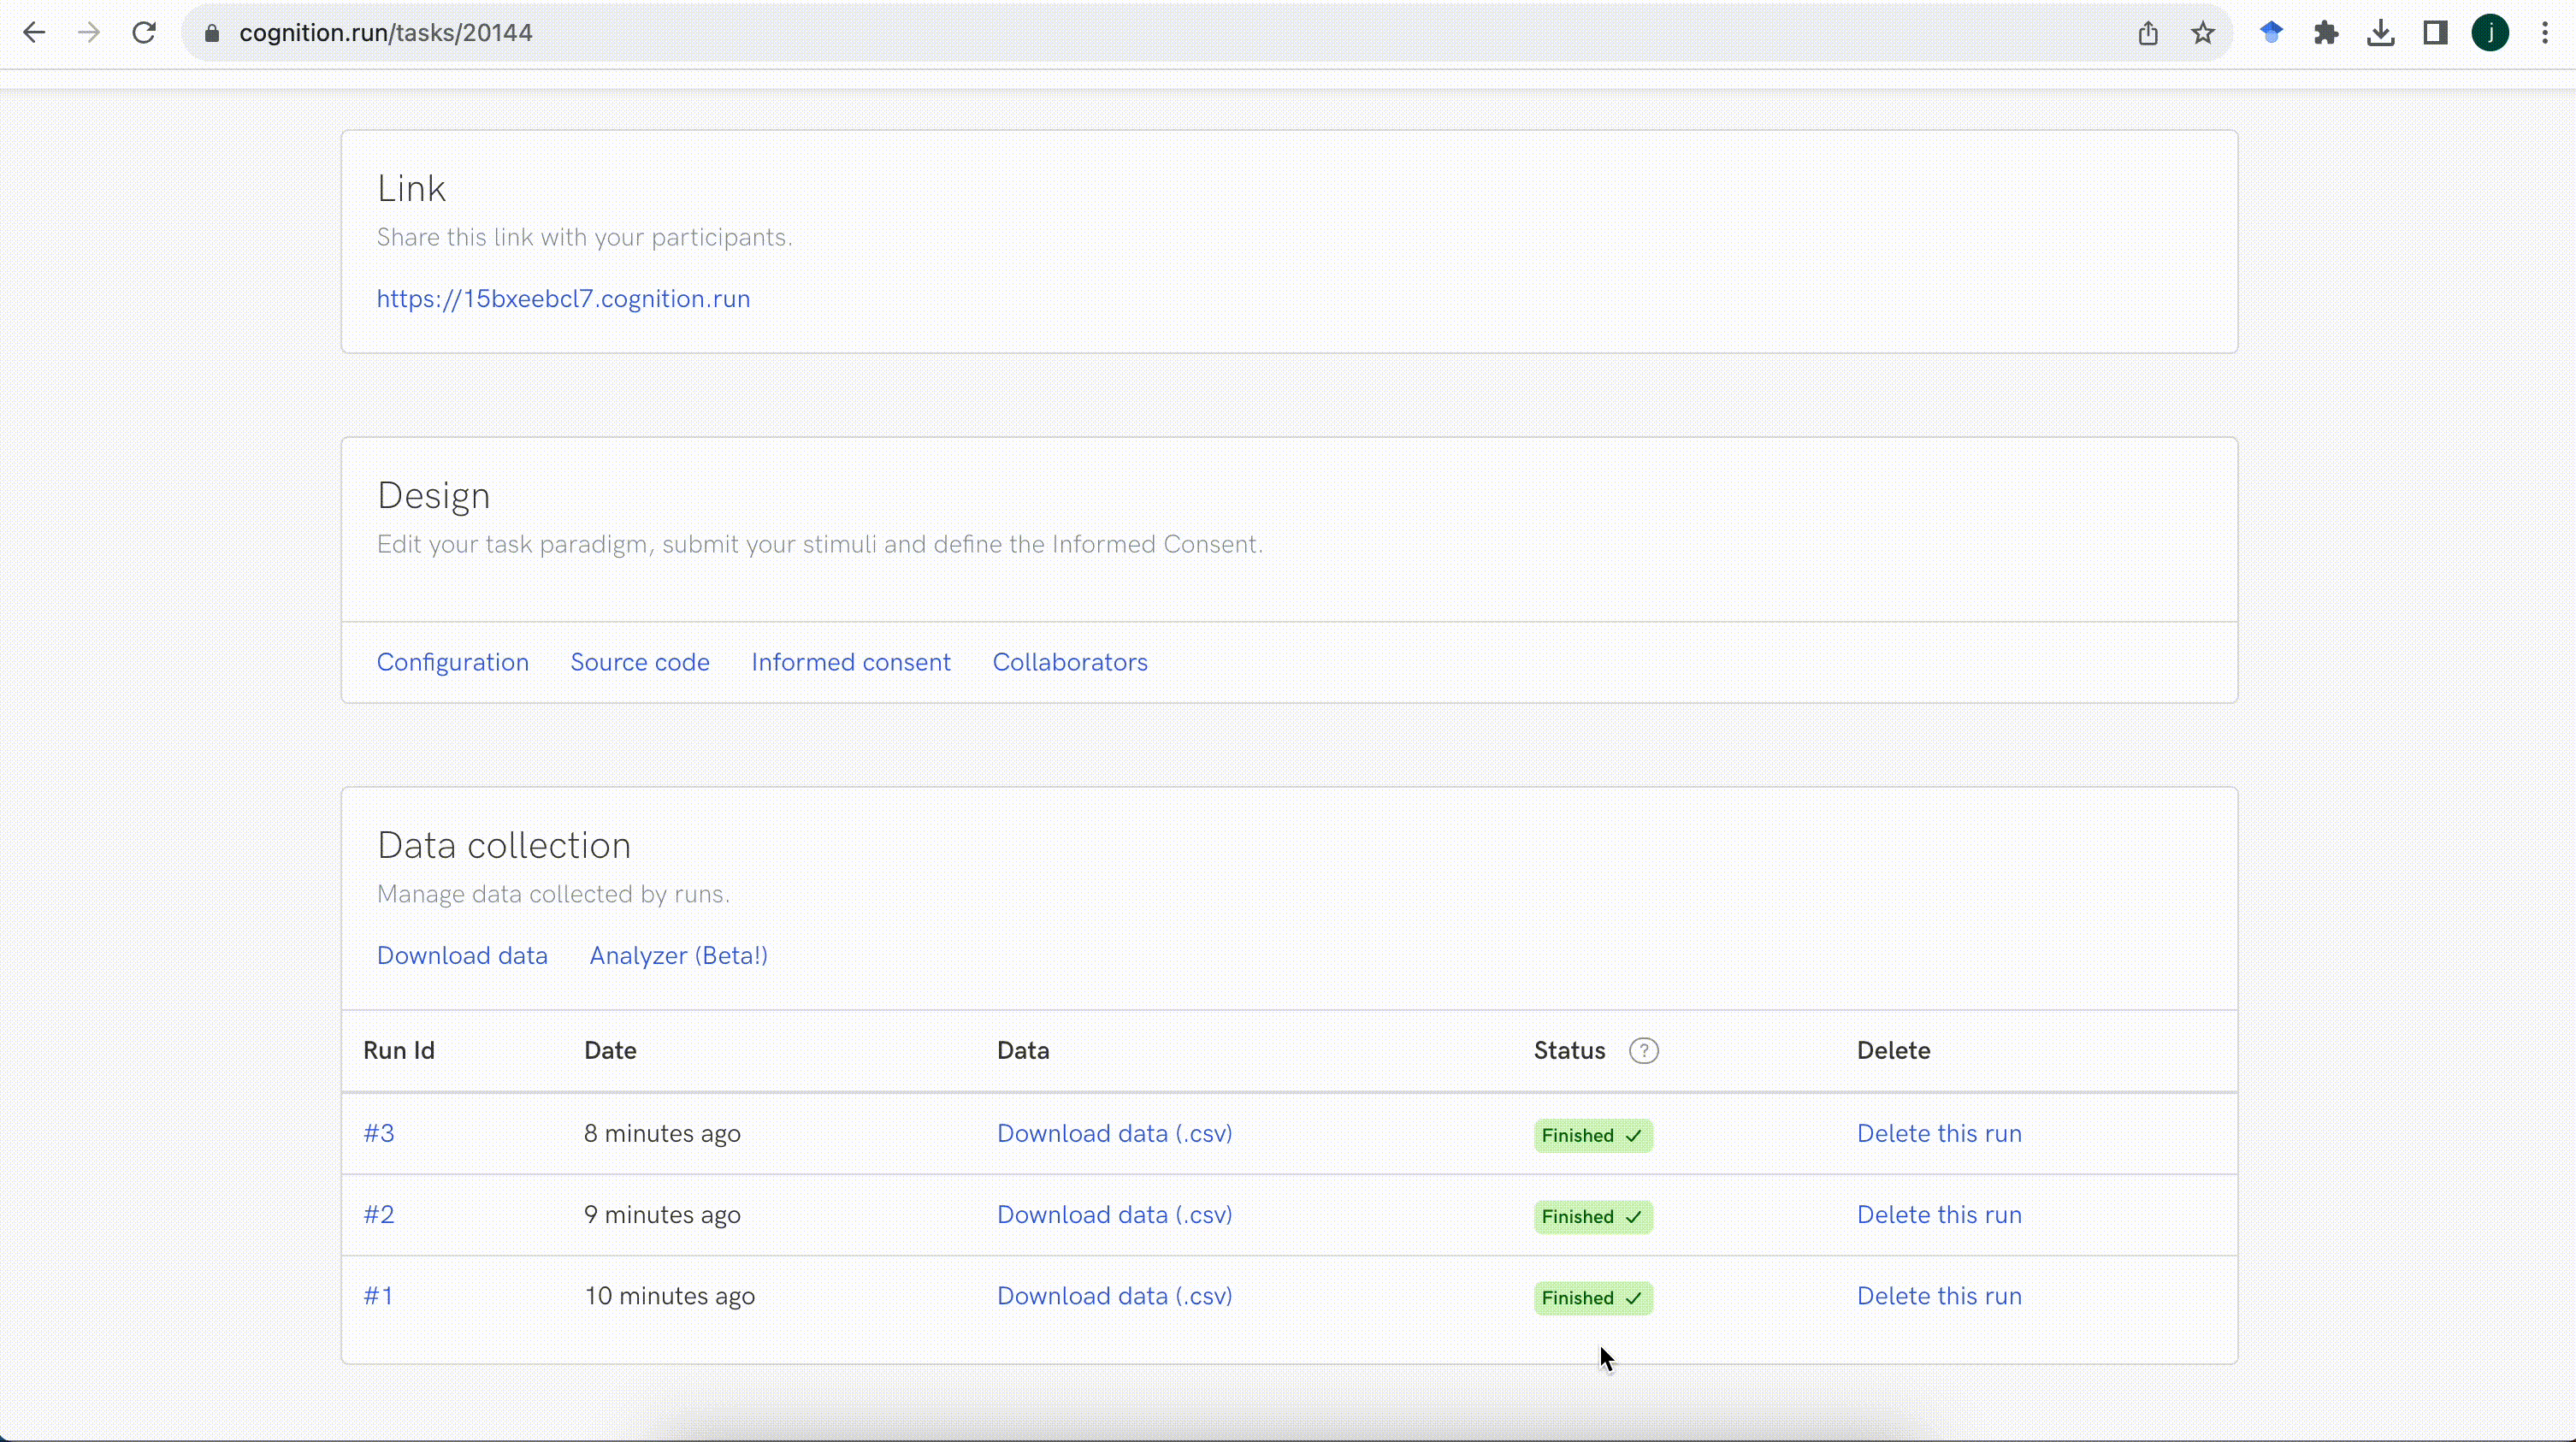 cognition.run/tasks/20144
j
Link
Share this link with your participants.
https://15bxeebcl7.cognition.run
Design
Edit your task paradigm, submit your stimuli and define the Informed Consent.
Configuration Source code Informed consent Collaborators
Data collection
Manage data collected by runs.
Download data Analyzer (Beta!)
Run Id Date Data Status ? Delete
#3 8 minutes ago Download data (.csv) Finished ✓ Delete this run
#2 9 minutes ago Download data (.csv) Finished ✓ Delete this run
#1 10 minutes ago Download data (.csv) Finished ✓ Delete this run